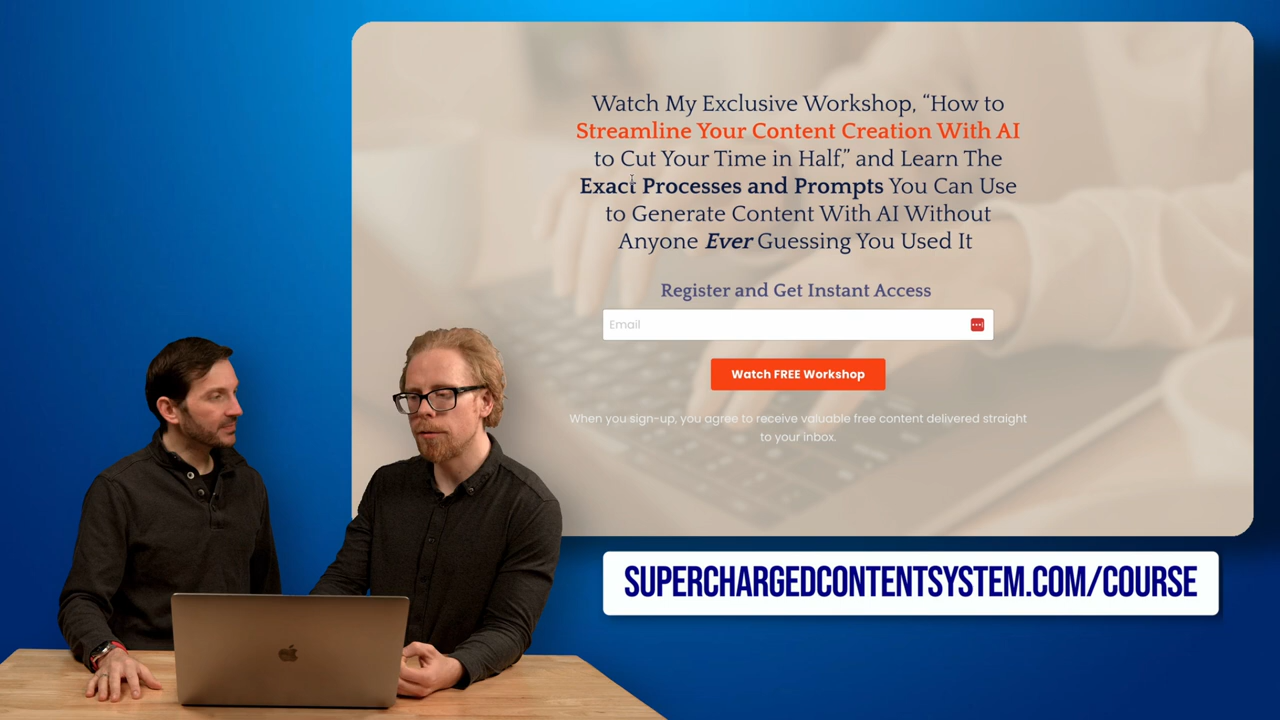 Watch My Exclusive Workshop, “How to
Streamline Your Content Creation With AI
to Cut Your Time in Half,” and Learn The
Exact Processes and Prompts You Can Use
to Generate Content With AI Without
Anyone Ever Guessing You Used It
Register and Get Instant Access
Email
Watch FREE Workshop
When you sign-up, you agree to receive valuable free content delivered straight
to your inbox.
SUPERCHARGEDCONTENTSYSTEM.COM/COURSE